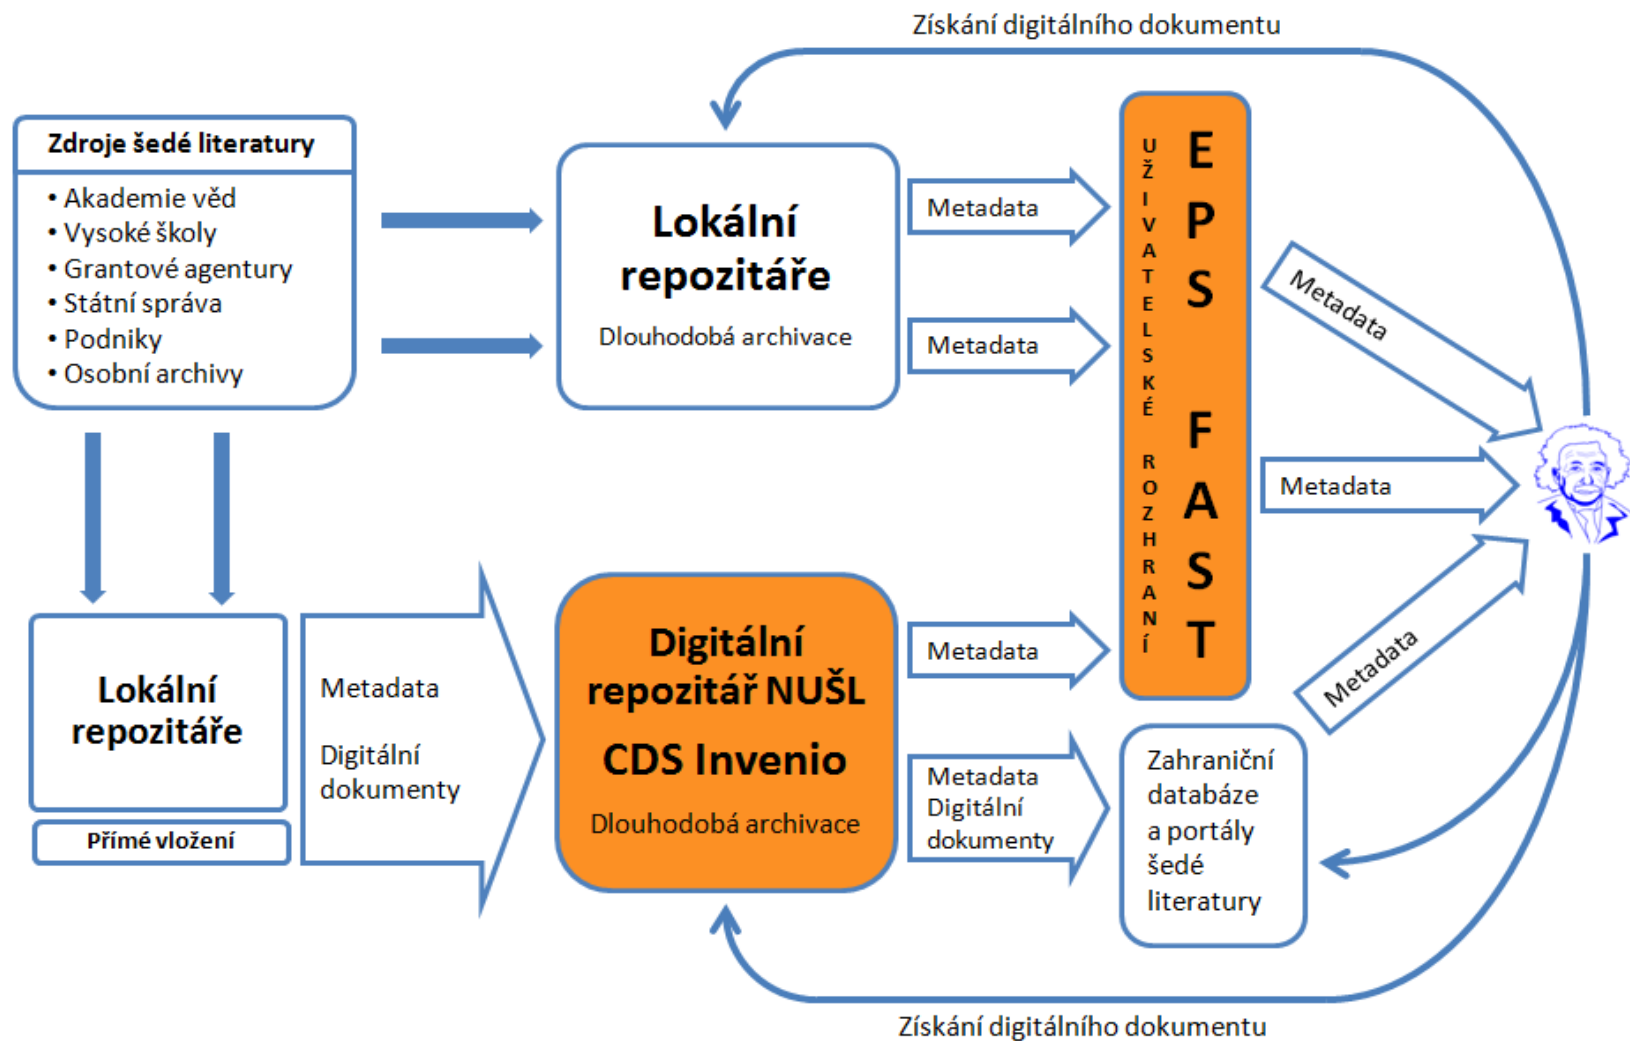 Získání digitálního dokumentu
Zdroje šedé literatury
• Akademie věd
• Vysoké školy
• Grantové agentury
• Státní správa
• Podniky
• Osobní archivy
Lokální
repozitáře
Dlouhodobá archivace
Metadata
Metadata
UŽIVATELSKÉ ROZHRANÍ
EPS FAST
Metadata
Metadata
Metadata
Lokální
repozitáře
Přímé vložení
Metadata
Digitální
dokumenty
Digitální
repozitář NUŠL
CDS Invenio
Dlouhodobá archivace
Metadata
Metadata
Digitální
dokumenty
Zahraniční
databáze
a portály
šedé
literatury
Získání digitálního dokumentu